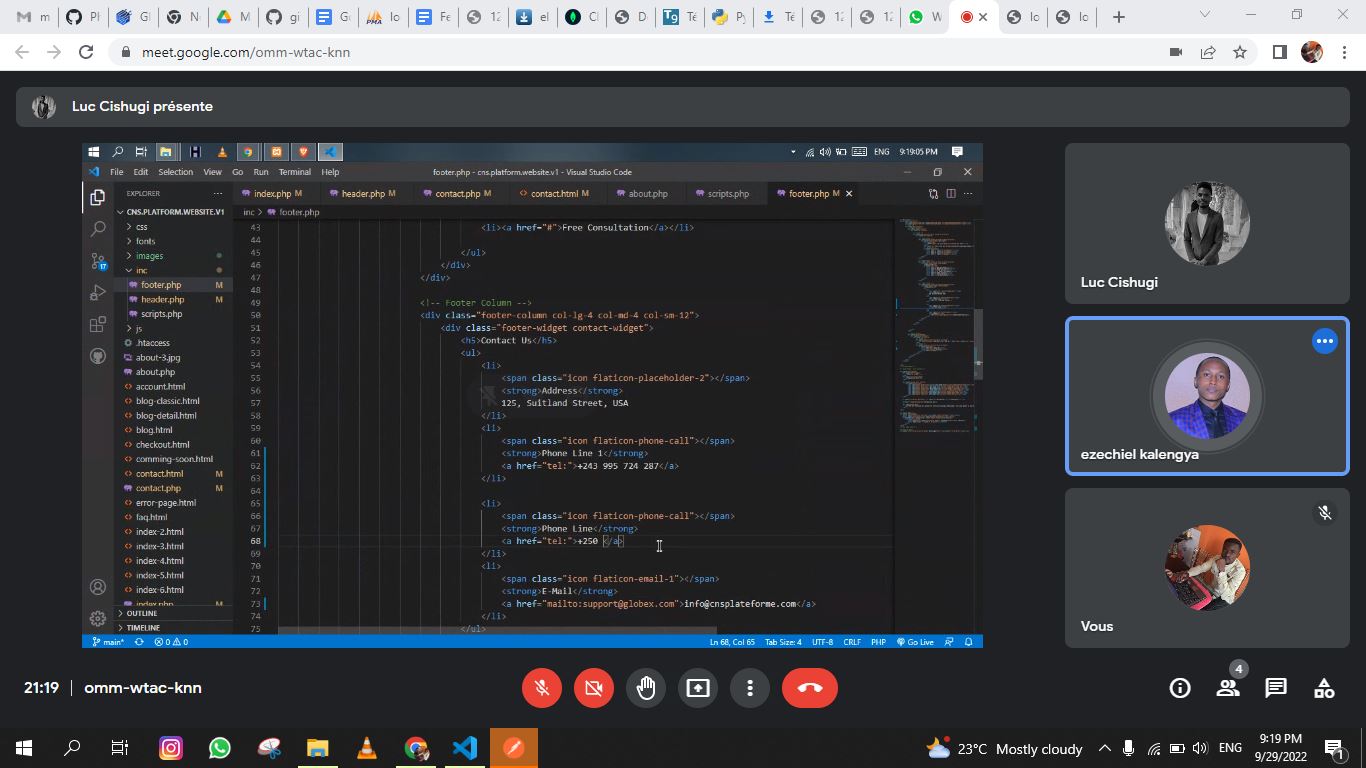 m
PH
Gl
N
M
gi
G
lo
Fe
12
el
Cl
D
Té
Py
Té
12
12
W
lo
lo
meet.google.com/omm-wtac-knn
Luc Cishugi présente
ENG 9:19:05 PM
File Edit Selection View Go Run Terminal Help
footer.php - cns.platform.website.v1 - Visual Studio Code
EXPLORER
index.php M
header.php M
contact.php M
contact.html M
about.php
scripts.php
footer.php M
CNS.PLATFORM.WEBSITE.V1
inc > footer.php
css
fonts
images
inc
footer.php M
header.php M
scripts.php
js
.htaccess
about-3.jpg
about.php
account.html
blog-classic.html
blog-detail.html
blog.html
checkout.html
comming-soon.html
contact.html M
contact.php M
error-page.html
faq.html
index-2.html
index-3.html
index-4.html
index-5.html
index-6.html
index.php M
OUTLINE
TIMELINE
17
43 <li><a href="#">Free Consultation</a></li>
44
45 </ul>
46 </div>
47 </div>
48
49 <!-- Footer Column -->
50 <div class="footer-column col-lg-4 col-md-4 col-sm-12">
51 <div class="footer-widget contact-widget">
52 <h5>Contact Us</h5>
53 <ul>
54 <li>
55 <span class="icon flaticon-placeholder-2"></span>
56 <strong>Address</strong>
57 125, Suitland Street, USA
58 </li>
59 <li>
60 <span class="icon flaticon-phone-call"></span>
61 <strong>Phone Line 1</strong>
62 <a href="tel:">+243 995 724 287</a>
63 </li>
64
65 <li>
66 <span class="icon flaticon-phone-call"></span>
67 <strong>Phone Line</strong>
68 <a href="tel:">+250 </a>
69 </li>
70 <li>
71 <span class="icon flaticon-email-1"></span>
72 <strong>E-Mail</strong>
73 <a href="mailto:support@globex.com">info@cnsplateforme.com</a>
74 </li>
75 </ul>
main* 0 0 Ln 68, Col 65 Tab Size: 4 UTF-8 CRLF PHP Go Live
Luc Cishugi
ezechiel kalengya
Vous
21:19 | omm-wtac-knn
4
23°C Mostly cloudy
ENG
9:19 PM
9/29/2022
1